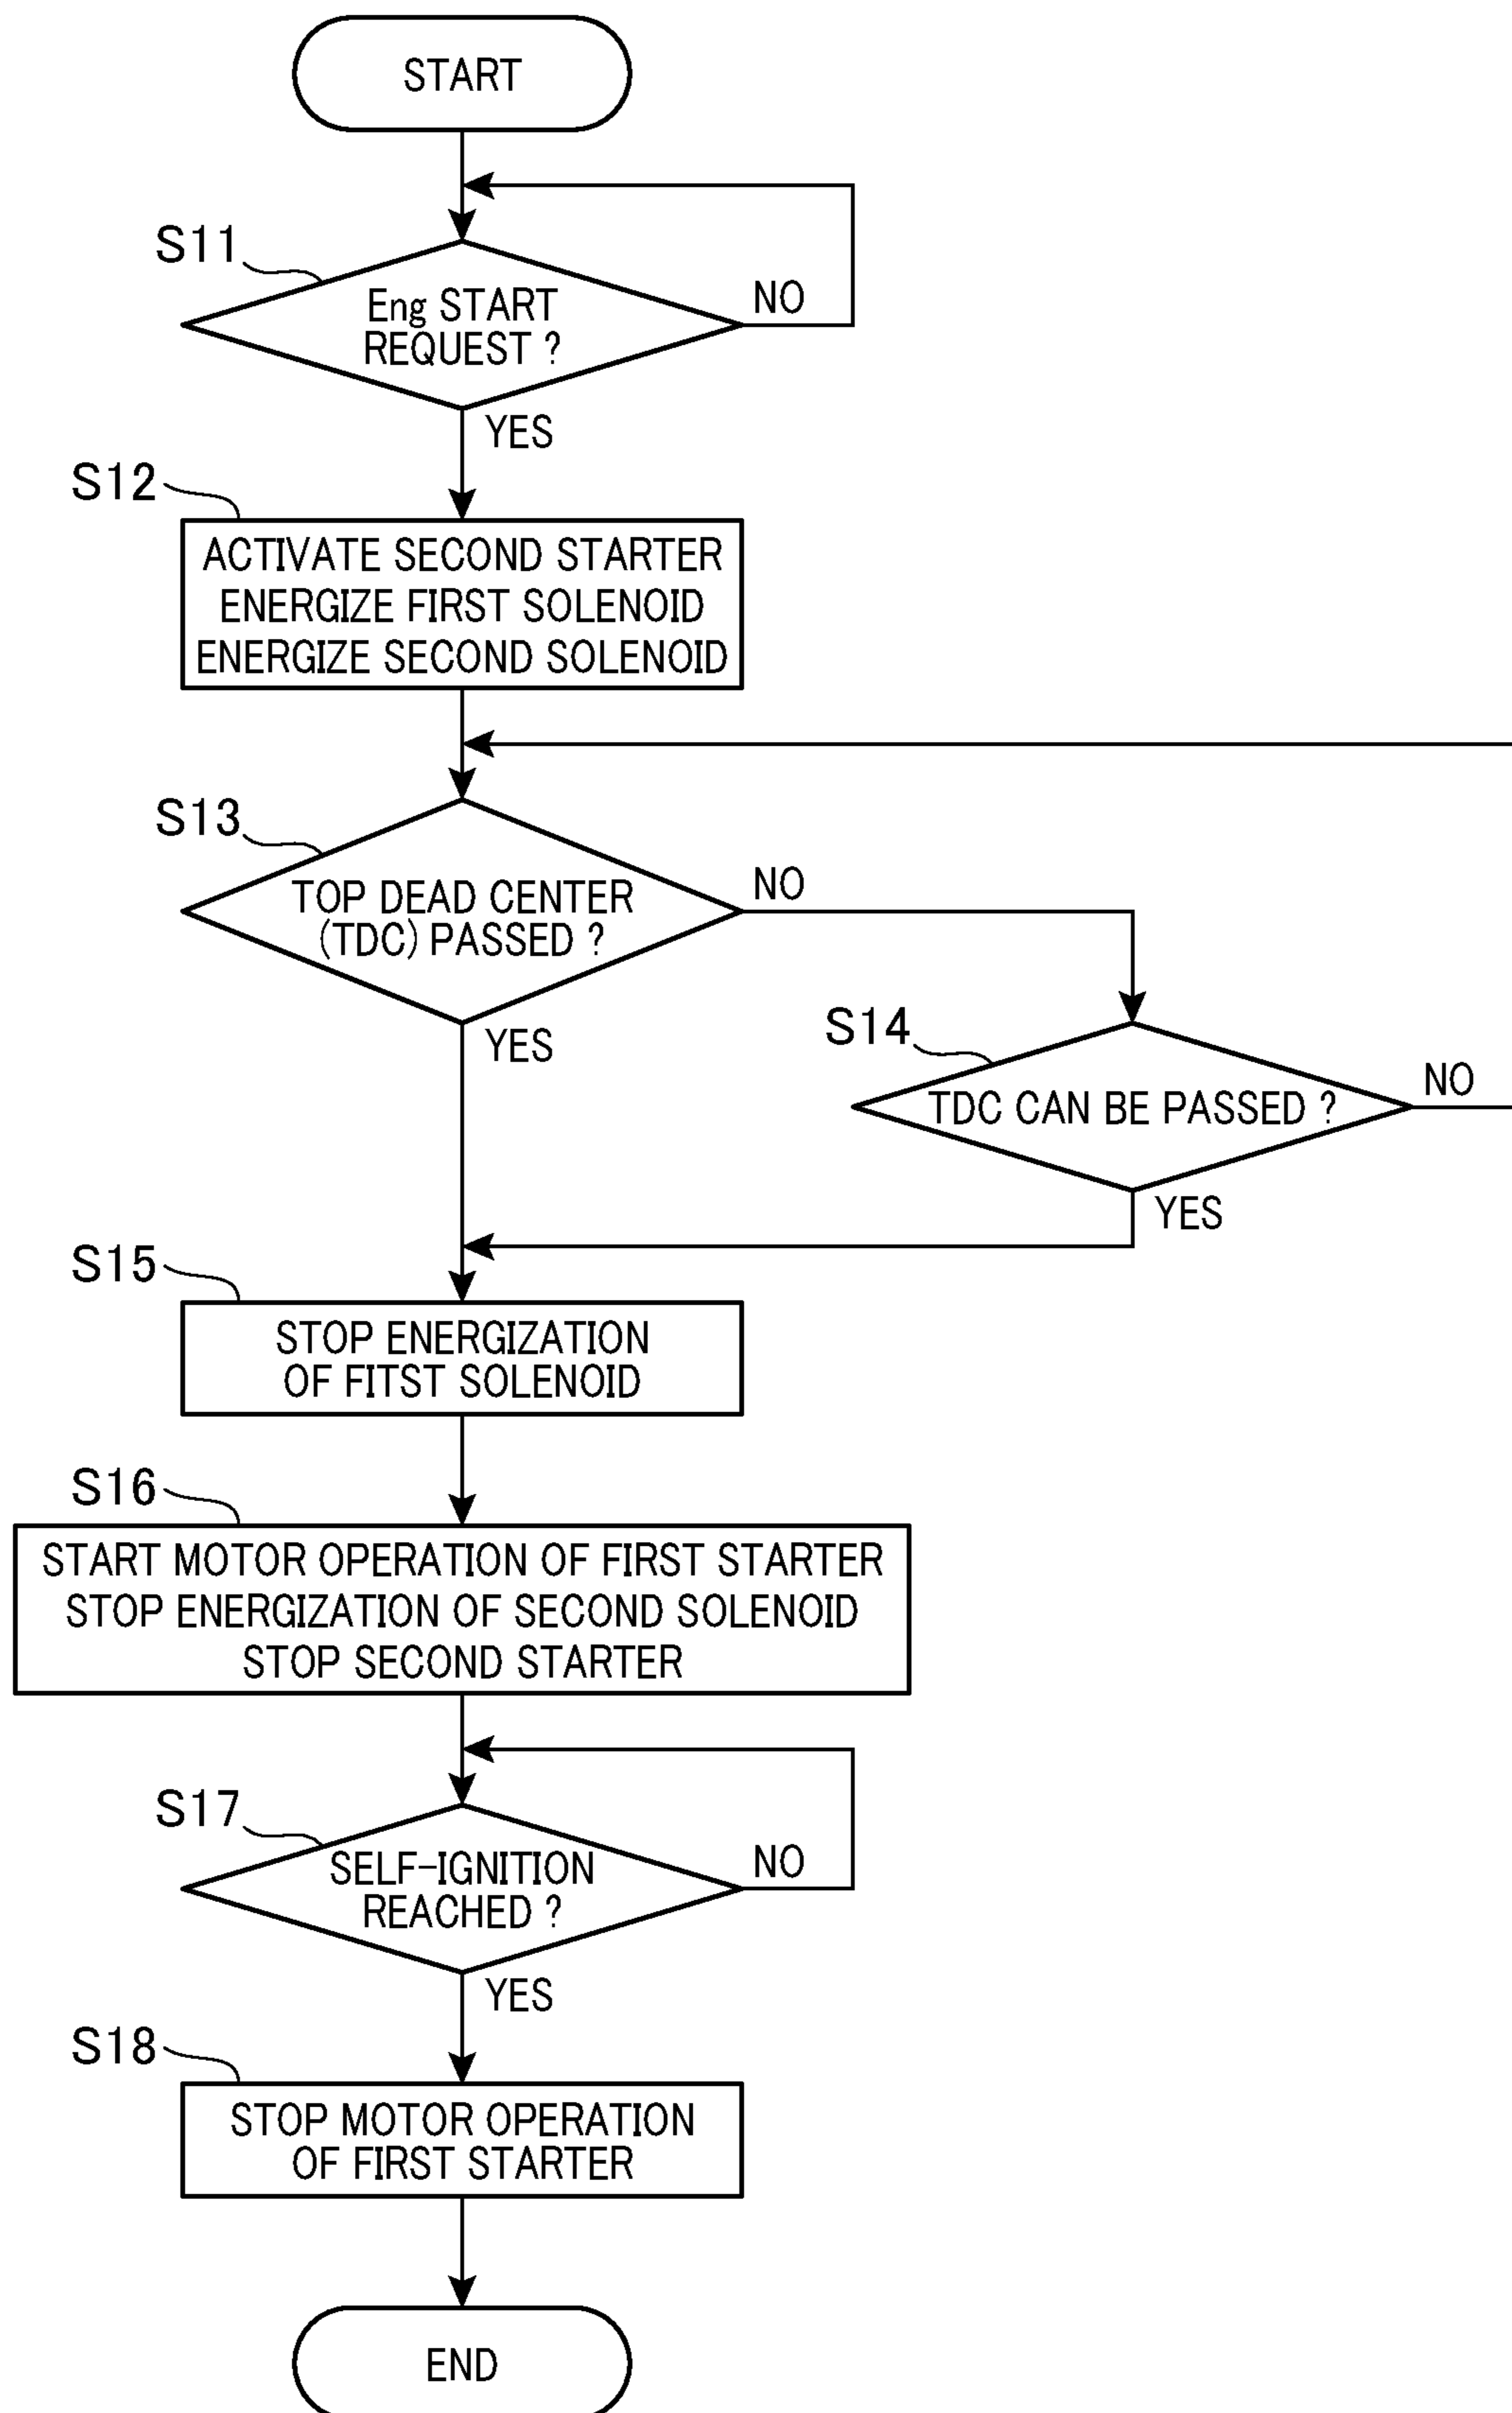 START
S11
Eng START
REQUEST ?
NO
YES
S12
ACTIVATE SECOND STARTER
ENERGIZE FIRST SOLENOID
ENERGIZE SECOND SOLENOID
S13
TOP DEAD CENTER
(TDC) PASSED ?
NO
YES
S14
TDC CAN BE PASSED ?
NO
YES
S15
STOP ENERGIZATION
OF FITST SOLENOID
S16
START MOTOR OPERATION OF FIRST STARTER
STOP ENERGIZATION OF SECOND SOLENOID
STOP SECOND STARTER
S17
SELF-IGNITION
REACHED ?
NO
YES
S18
STOP MOTOR OPERATION
OF FIRST STARTER
END